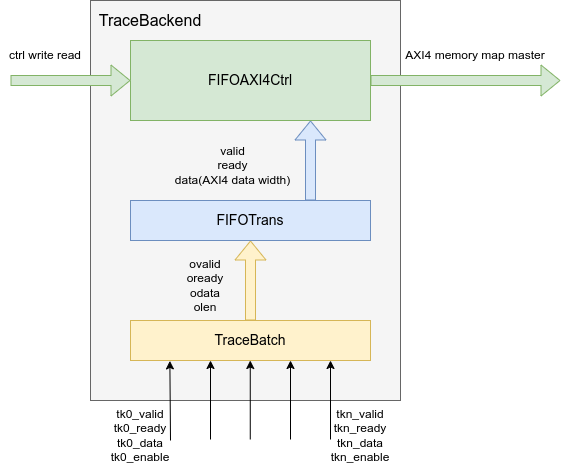 TraceBackend
ctrl write read
AXI4 memory map master
FIFOAXI4Ctrl
valid
ready
data(AXI4 data width)
FIFOTrans
ovalid
oready
odata
olen
TraceBatch
tk0_valid
tk0_ready
tk0_data
tk0_enable
tkn_valid
tkn_ready
tkn_data
tkn_enable